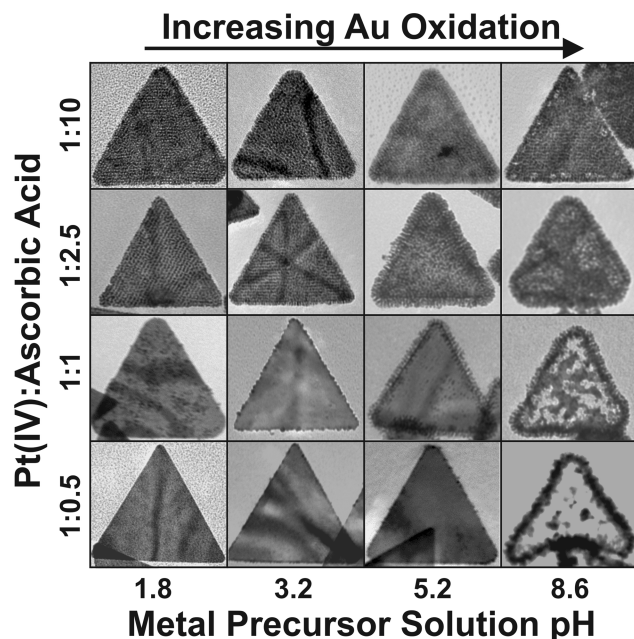 Increasing Au Oxidation
Pt(IV):Ascorbic Acid
1:10
1:2.5
1:1
1:0.5
1.8 3.2 5.2 8.6
Metal Precursor Solution pH